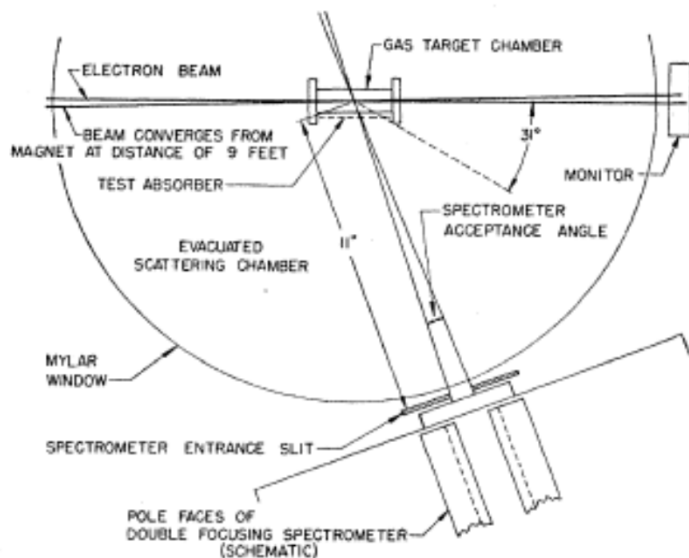 GAS TARGET CHAMBER
ELECTRON BEAM
BEAM CONVERGES FROM
MAGNET AT DISTANCE OF 9 FEET
31°
MONITOR
TEST ABSORBER
SPECTROMETER
ACCEPTANCE ANGLE
11"
EVACUATED
SCATTERING CHAMBER
MYLAR
WINDOW
SPECTROMETER ENTRANCE SLIT
POLE FACES OF
DOUBLE FOCUSING SPECTROMETER
(SCHEMATIC)